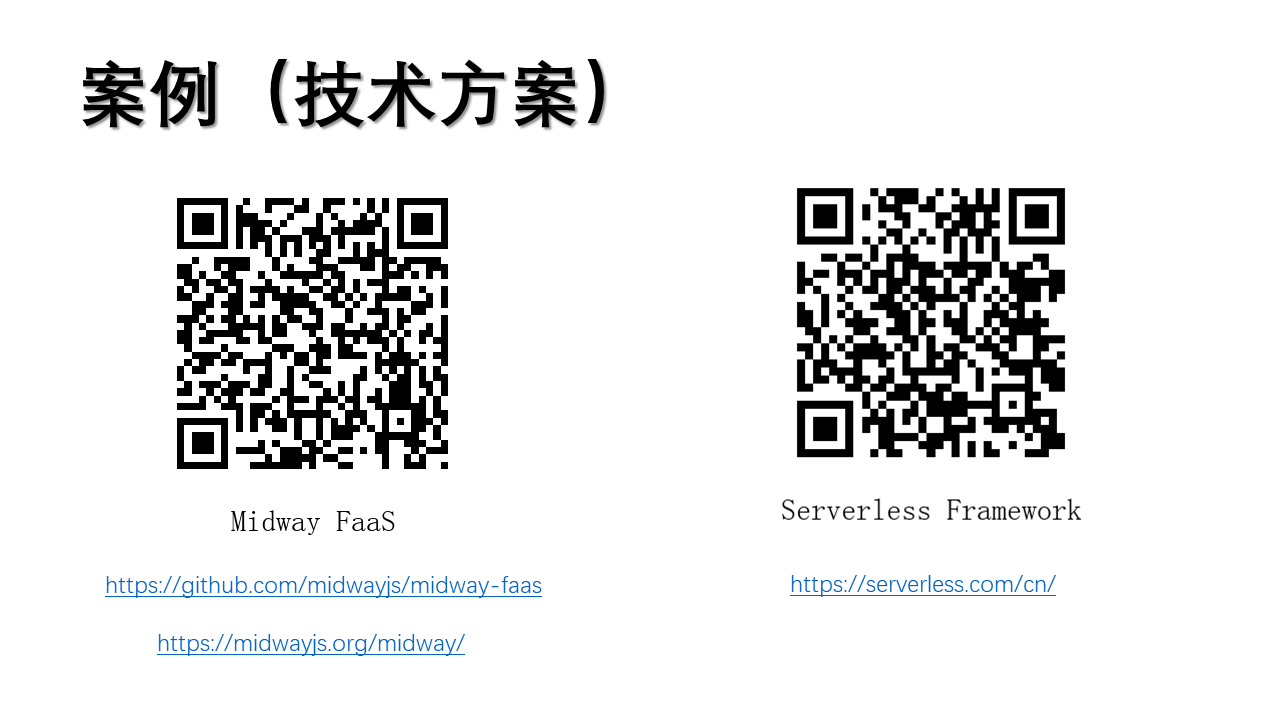 案例（技术方案）
Midway FaaS
https://github.com/midwayjs/midway-faas
https://midwayjs.org/midway/
Serverless Framework
https://serverless.com/cn/